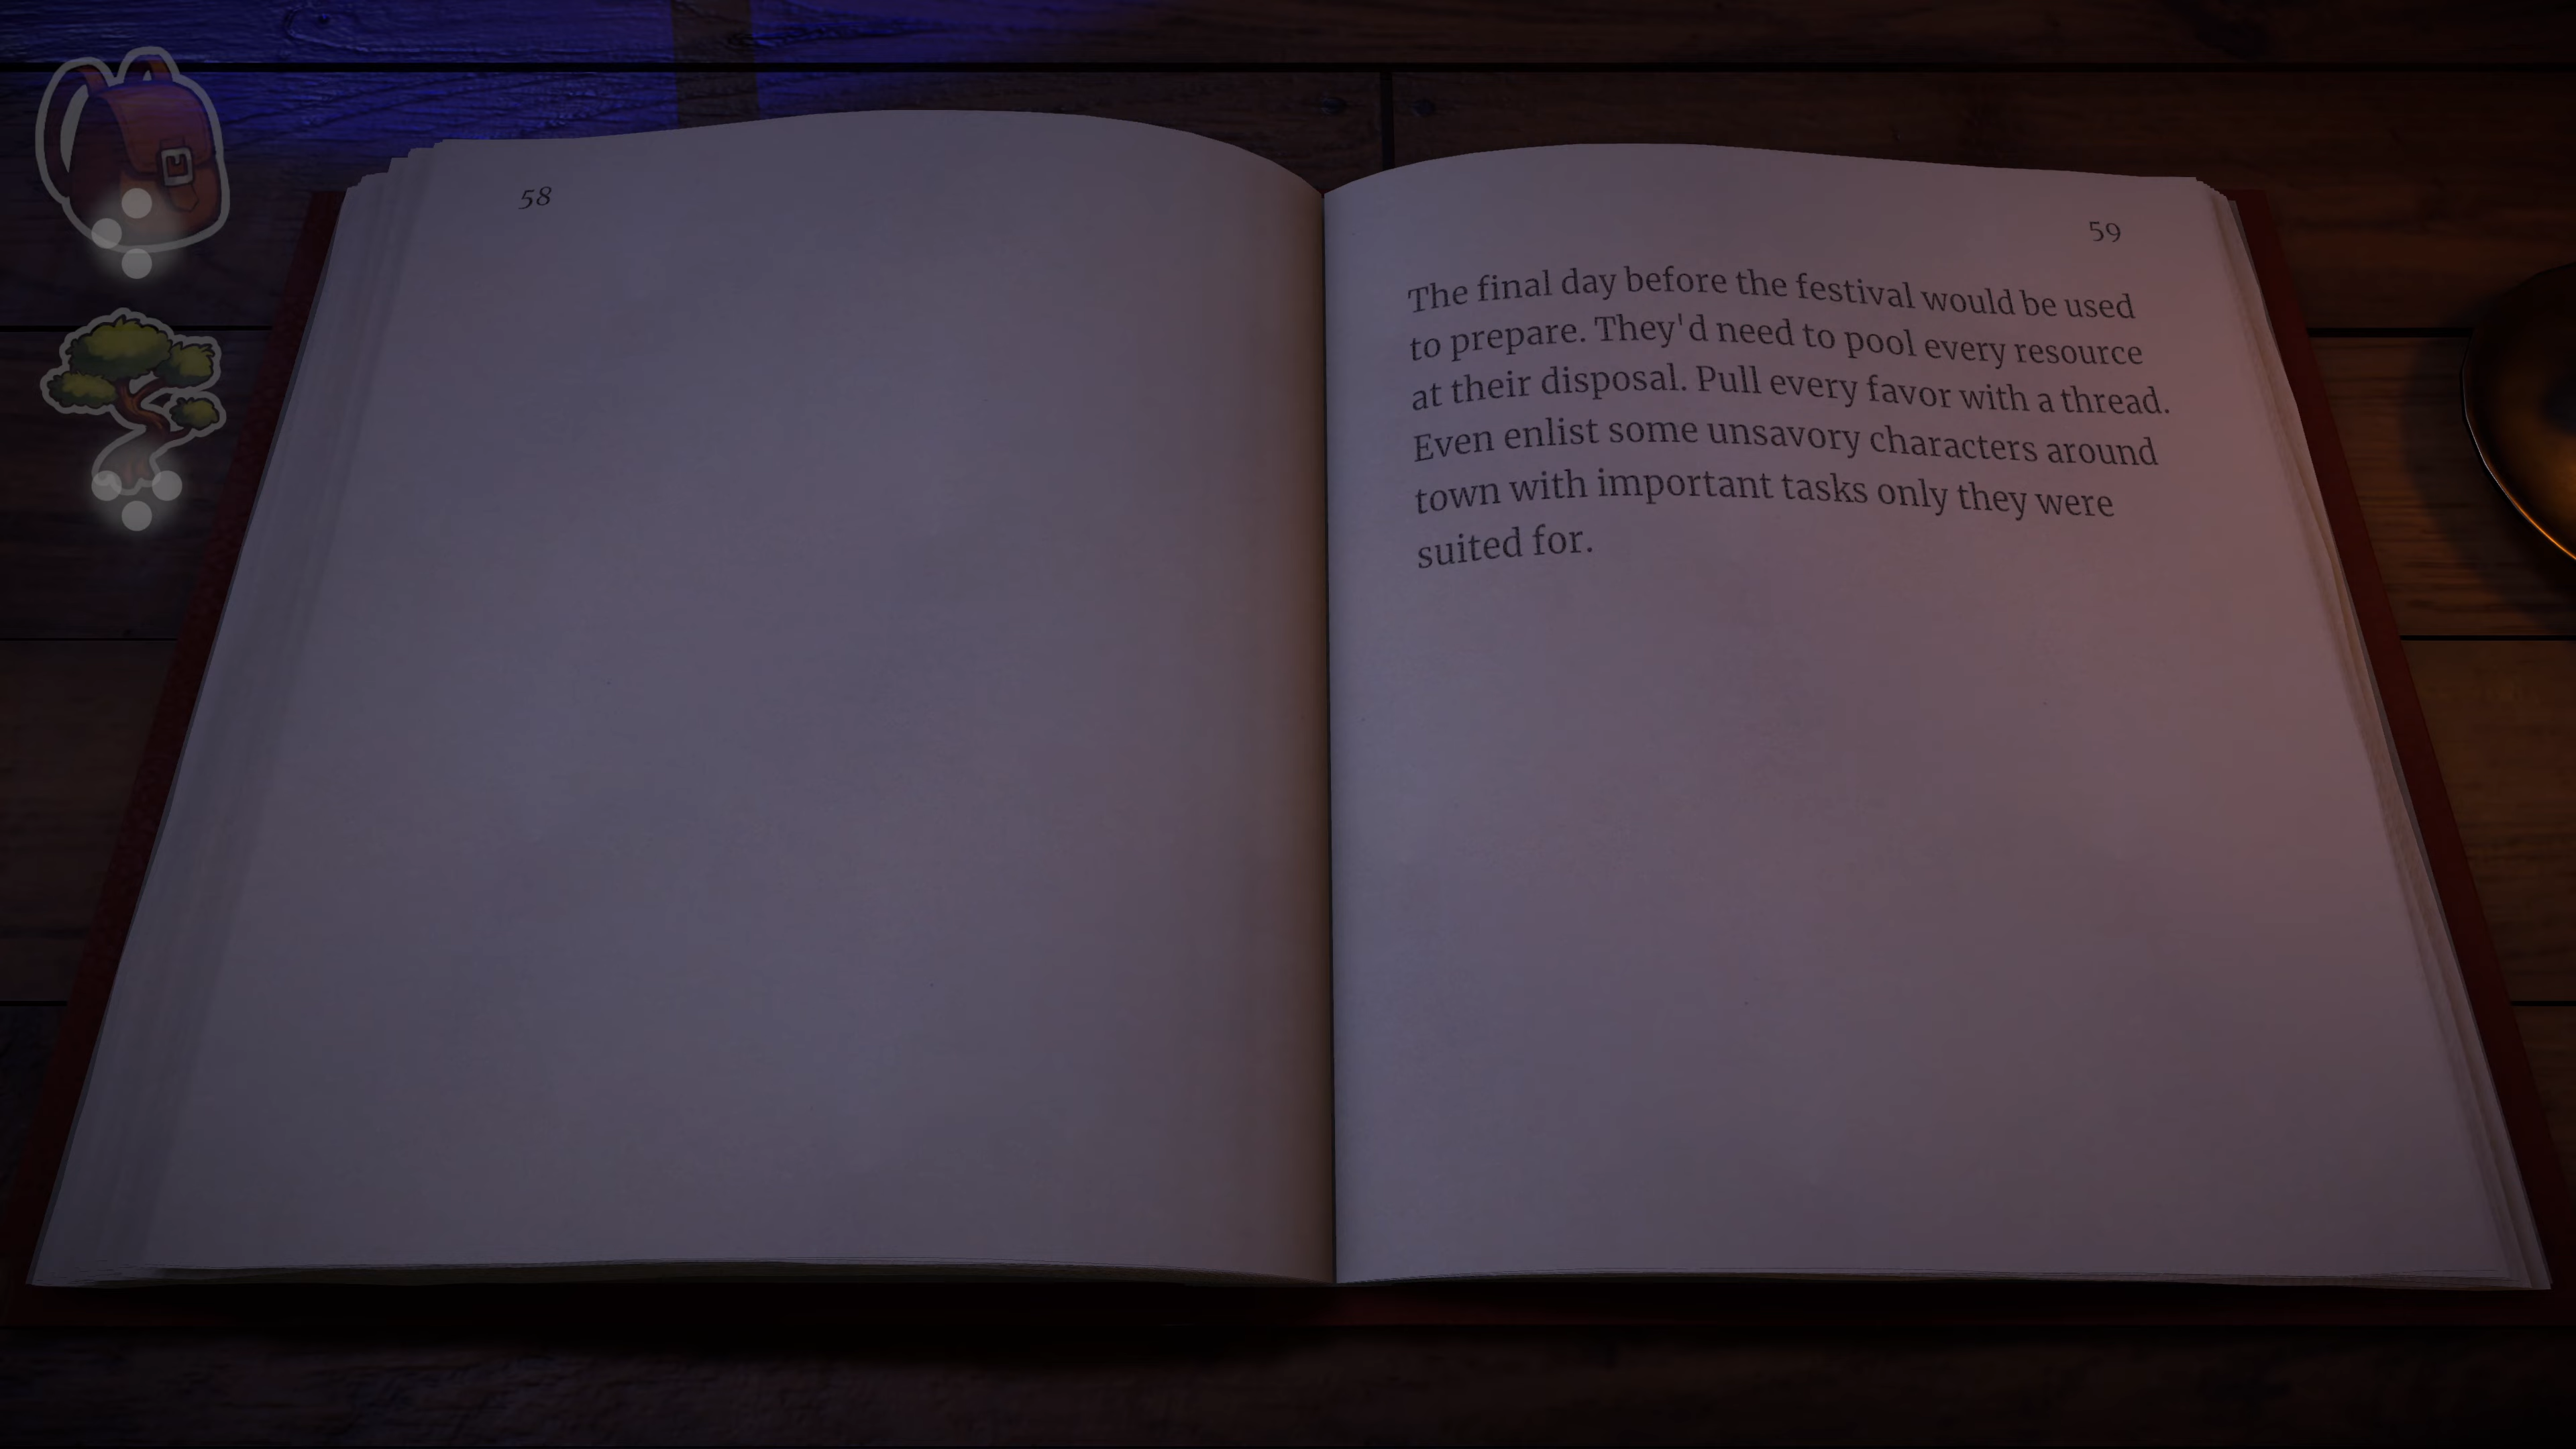 58
59
The final day before the festival would be used
to prepare. They'd need to pool every resource
at their disposal. Pull every favor with a thread.
Even enlist some unsavory characters around
town with important tasks only they were
suited for.